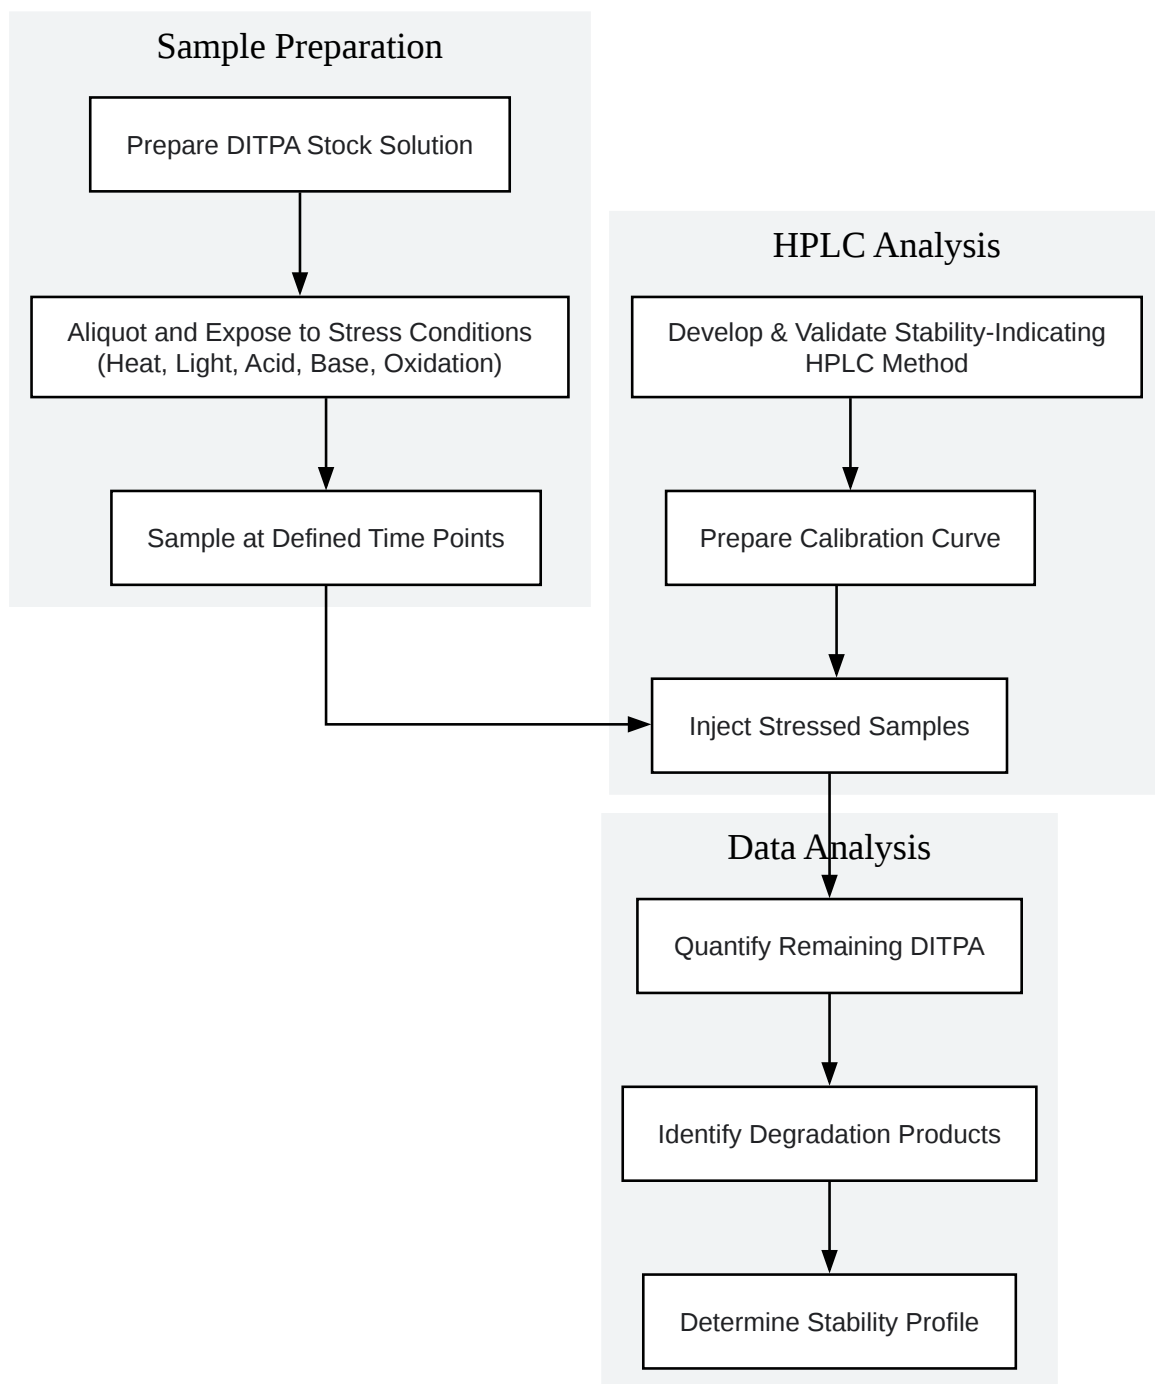 Sample Preparation
Prepare DITPA Stock Solution
Aliquot and Expose to Stress Conditions
(Heat, Light, Acid, Base, Oxidation)
Sample at Defined Time Points
HPLC Analysis
Develop & Validate Stability-Indicating
HPLC Method
Prepare Calibration Curve
Inject Stressed Samples
Data Analysis
Quantify Remaining DITPA
Identify Degradation Products
Determine Stability Profile